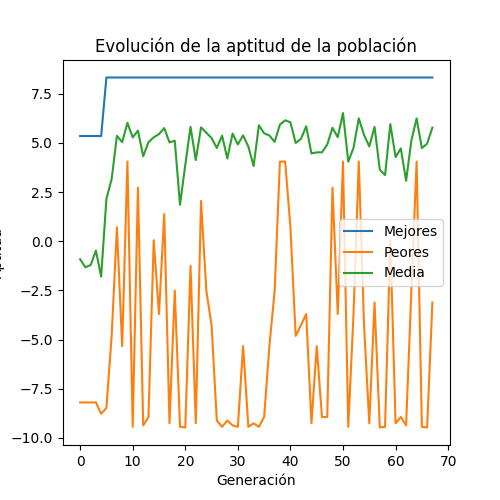 Evolución de la aptitud de la población
7.5
5.0
2.5
0.0
−2.5
−5.0
−7.5
−10.0
Mejores
Peores
Media
0 10 20 30 40 50 60 70
Generación